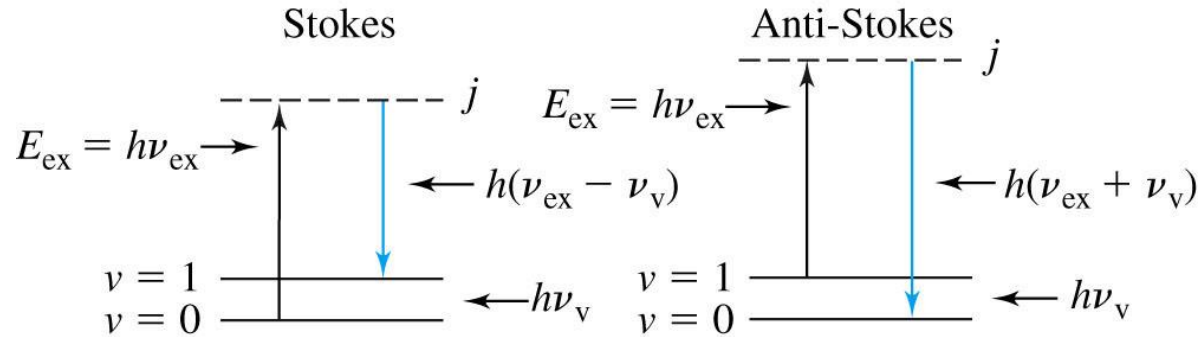 Stokes
j
E_ex = hν_ex
h(ν_ex − ν_v)
v = 1
v = 0
hν_v
Anti-Stokes
j
E_ex = hν_ex
h(ν_ex + ν_v)
v = 1
v = 0
hν_v